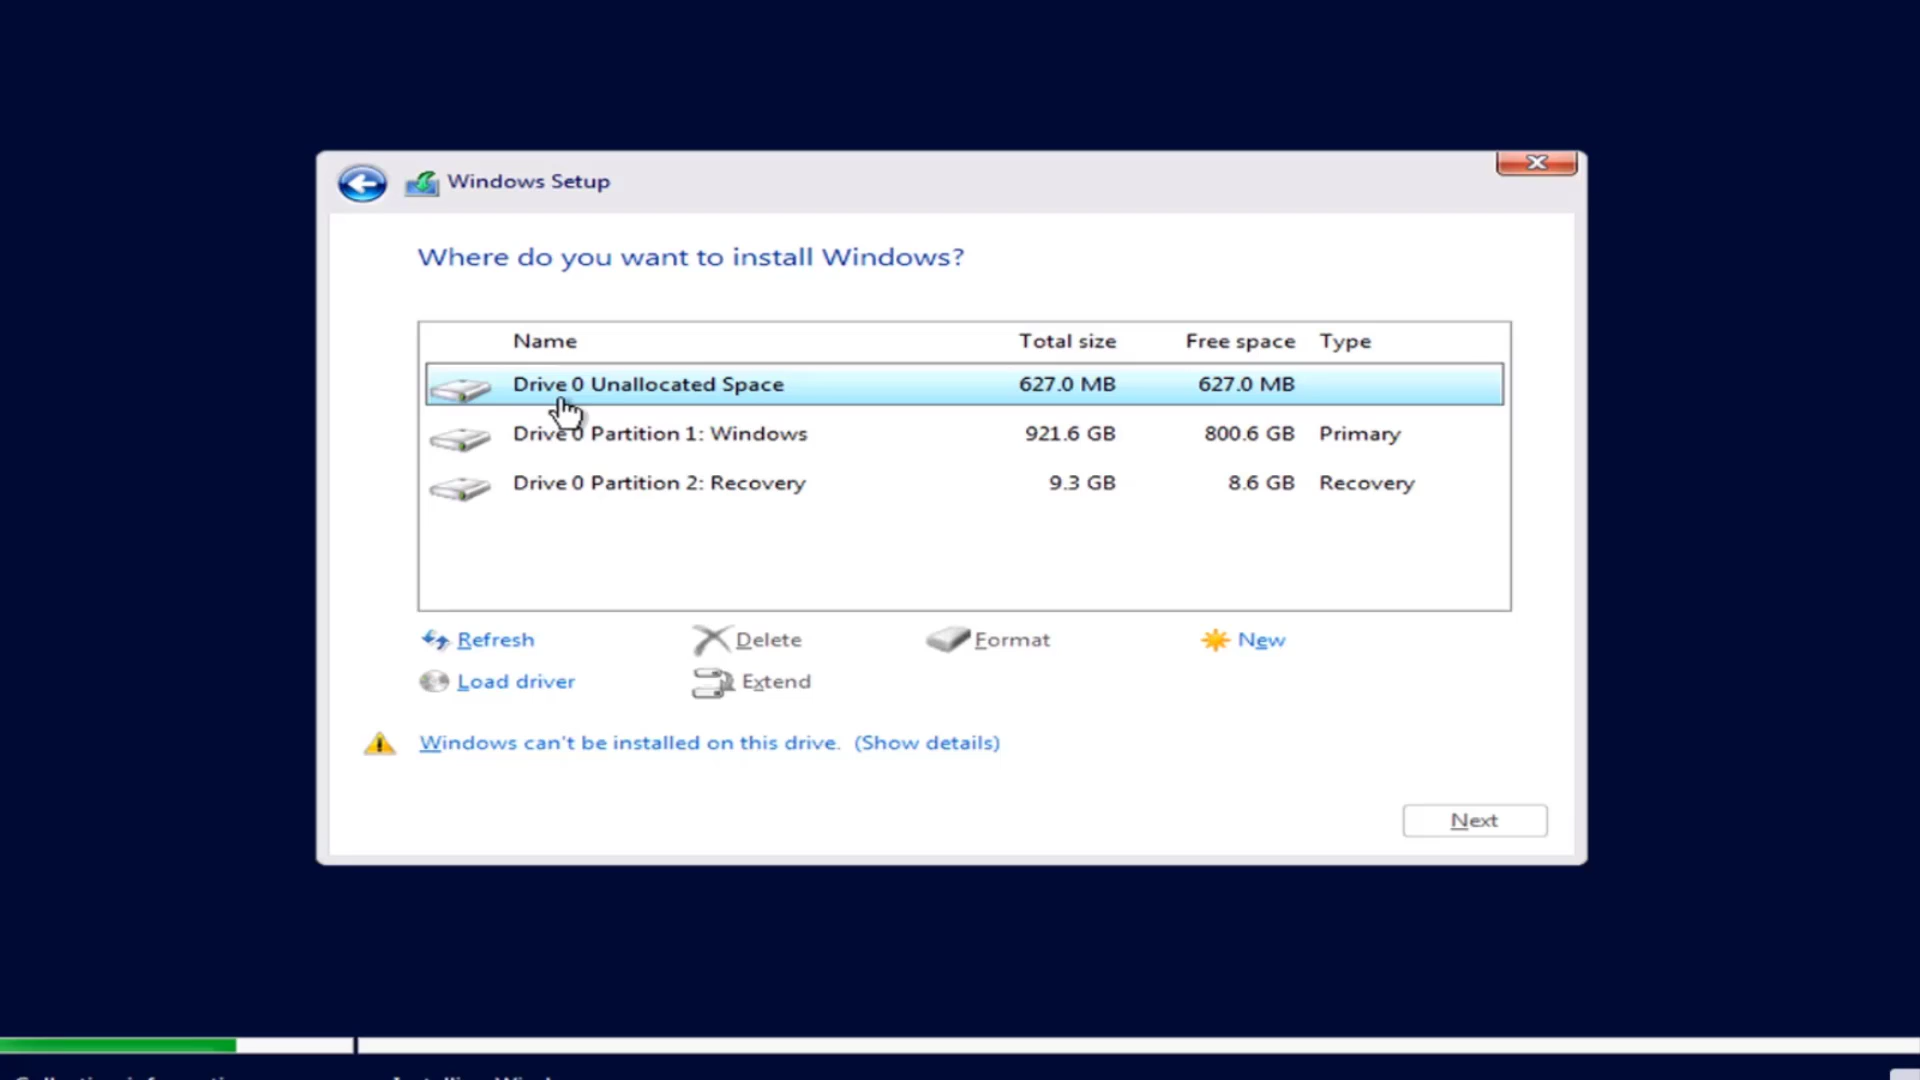 Windows Setup
Where do you want to install Windows?
Name Total size Free space Type
Drive 0 Unallocated Space 627.0 MB 627.0 MB
Drive 0 Partition 1: Windows 921.6 GB 800.6 GB Primary
Drive 0 Partition 2: Recovery 9.3 GB 8.6 GB Recovery
Refresh Delete Format New
Load driver Extend
Windows can't be installed on this drive. (Show details)
Next